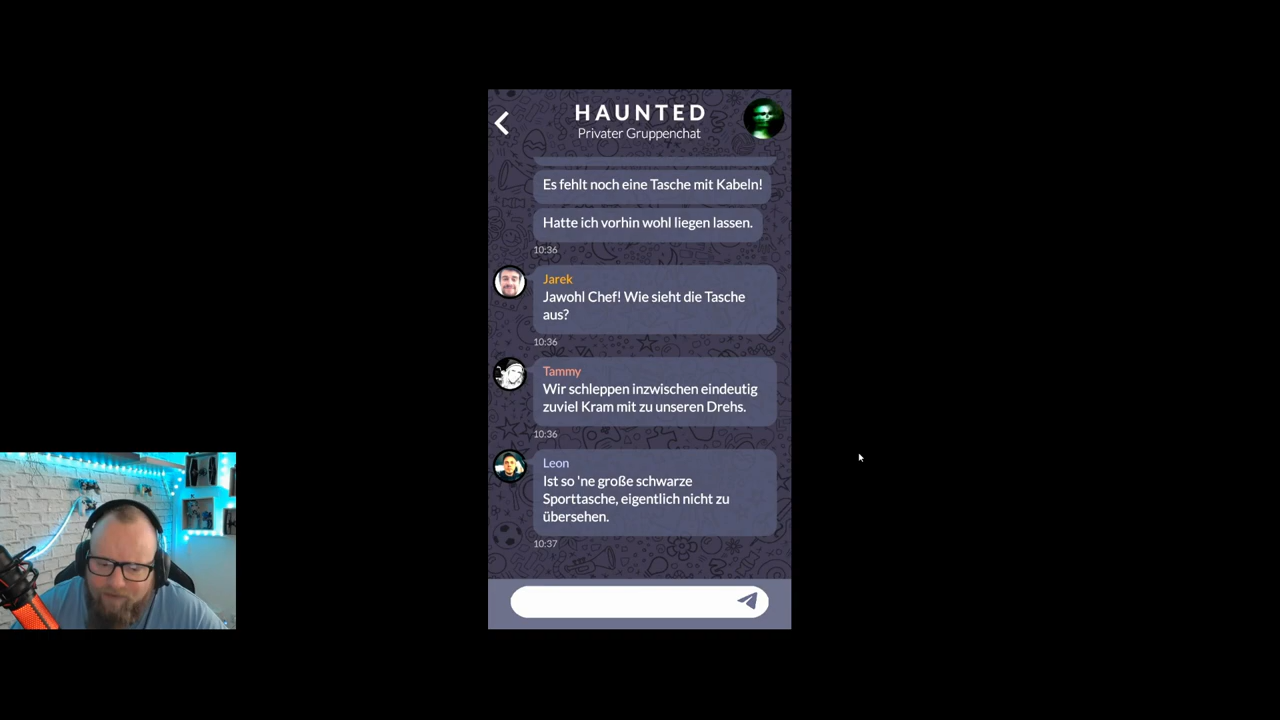 HAUNTED
Privater Gruppenchat
Es fehlt noch eine Tasche mit Kabeln!
Hatte ich vorhin wohl liegen lassen.
10:36
Jarek
Jawohl Chef! Wie sieht die Tasche
aus?
10:36
Tammy
Wir schleppen inzwischen eindeutig
zuviel Kram mit zu unseren Drehs.
10:36
Leon
Ist so 'ne große schwarze
Sporttasche, eigentlich nicht zu
übersehen.
10:37